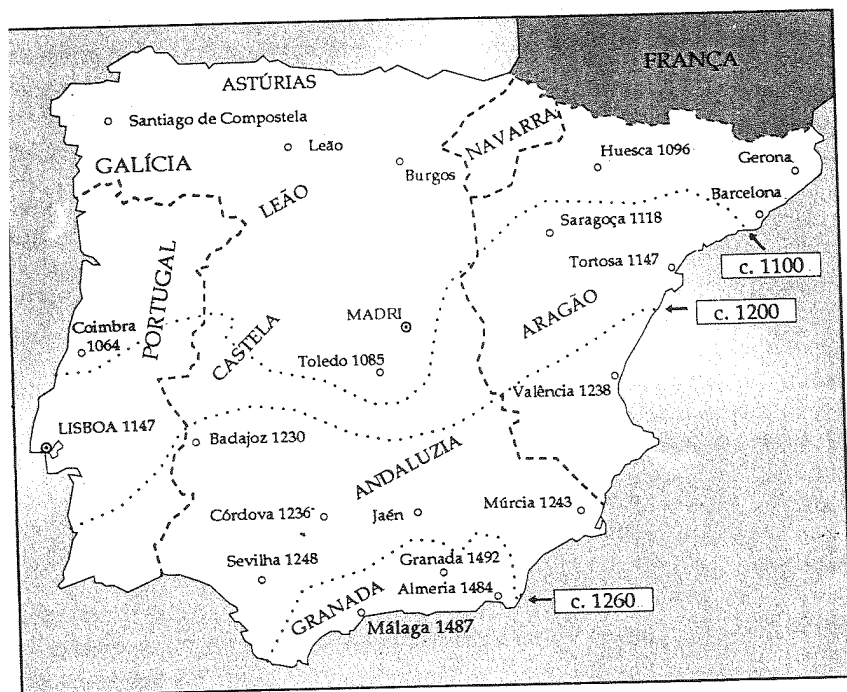 FRANÇA
ASTÚRIAS
Santiago de Compostela
Leão
NAVARRA
Huesca 1096
Gerona
GALÍCIA
Burgos
LEÃO
Barcelona
Saragoça 1118
c. 1100
Tortosa 1147
PORTUGAL
ARAGÃO
c. 1200
MADRI
Coimbra
1064
CASTELA
Toledo 1085
Valência 1238
LISBOA 1147
Badajoz 1230
ANDALUZIA
Córdova 1236
Jaén
Múrcia 1243
Sevilha 1248
Granada 1492
Almeria 1484
c. 1260
GRANADA
Málaga 1487